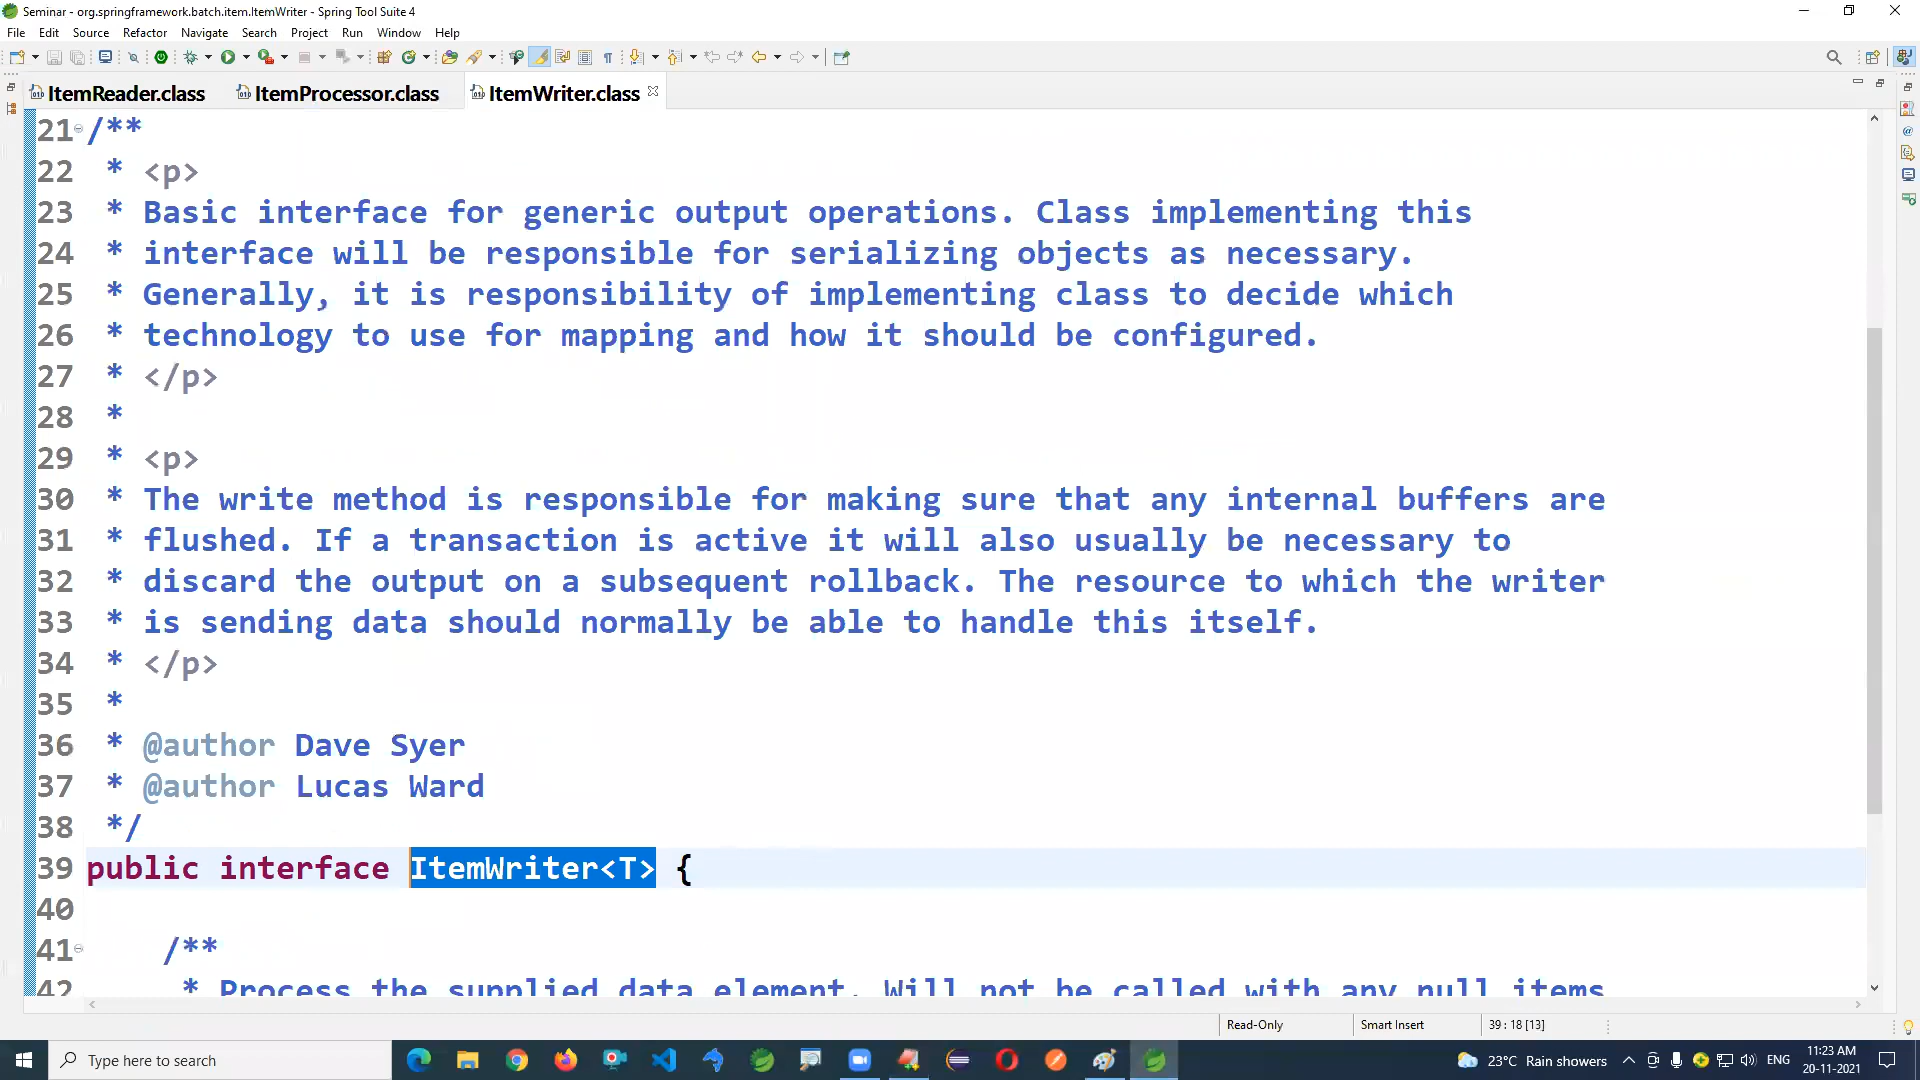 Seminar - org.springframework.batch.item.ItemWriter - Spring Tool Suite 4
File Edit Source Refactor Navigate Search Project Run Window Help
ItemReader.class ItemProcessor.class ItemWriter.class
21 /**
22 * <p>
23 * Basic interface for generic output operations. Class implementing this
24 * interface will be responsible for serializing objects as necessary.
25 * Generally, it is responsibility of implementing class to decide which
26 * technology to use for mapping and how it should be configured.
27 * </p>
28 *
29 * <p>
30 * The write method is responsible for making sure that any internal buffers are
31 * flushed. If a transaction is active it will also usually be necessary to
32 * discard the output on a subsequent rollback. The resource to which the writer
33 * is sending data should normally be able to handle this itself.
34 * </p>
35 *
36 * @author Dave Syer
37 * @author Lucas Ward
38 */
39 public interface ItemWriter<T> {
40
41 /**
42 * Process the supplied data element. Will not be called with any null items
Read-Only Smart Insert 39 : 18 [13]
Type here to search 23°C Rain showers ENG 11:23 AM
20-11-2021